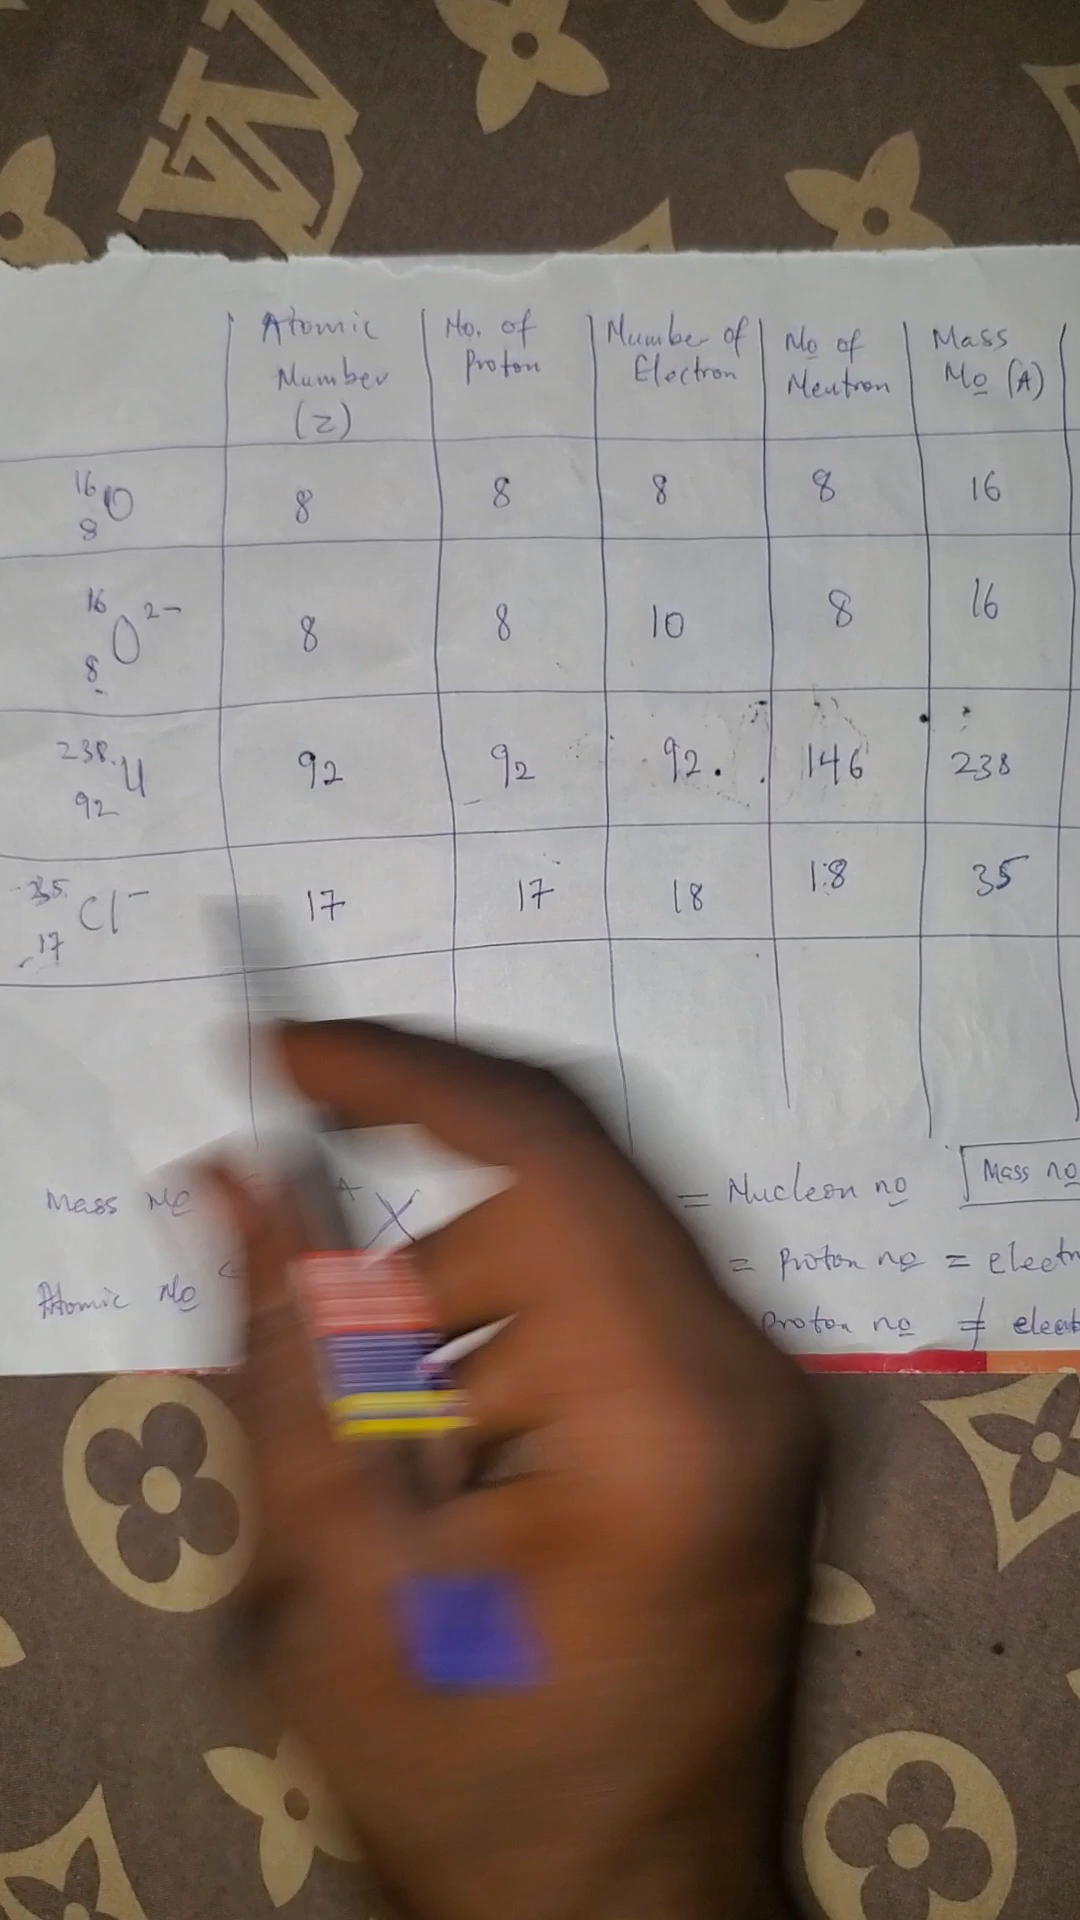 Atomic Number (Z) No. of Proton Number of Electron No of Neutron Mass No (A)
16 8 O 8 8 8 8 16
16 8 O 2- 8 8 10 8 16
238 92 U 92 92 92 146 238
35 17 Cl - 17 17 18 18 35
Mass No A X = Nucleon no Mass no
Atomic No = Proton no = electr
Proton no ≠ elect